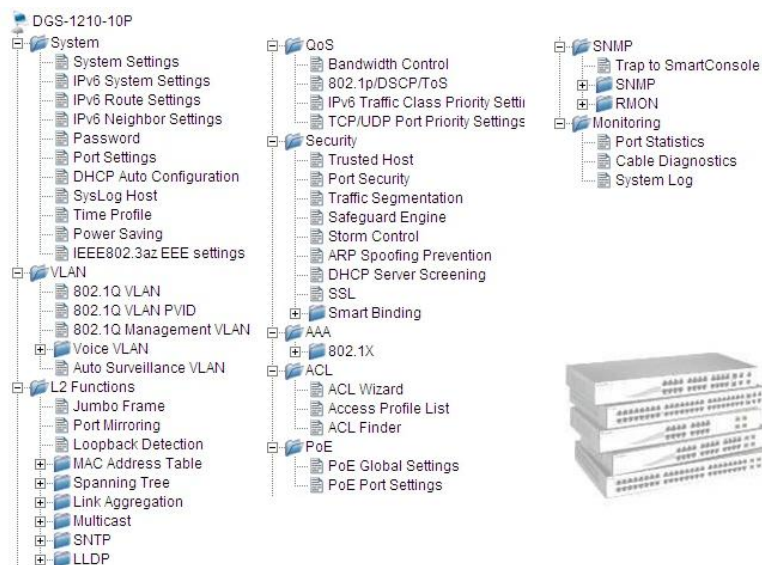 DGS-1210-10P
System
System Settings
IPv6 System Settings
IPv6 Route Settings
IPv6 Neighbor Settings
Password
Port Settings
DHCP Auto Configuration
SysLog Host
Time Profile
Power Saving
IEEE802.3az EEE settings
VLAN
802.1Q VLAN
802.1Q VLAN PVID
802.1Q Management VLAN
Voice VLAN
Auto Surveillance VLAN
L2 Functions
Jumbo Frame
Port Mirroring
Loopback Detection
MAC Address Table
Spanning Tree
Link Aggregation
Multicast
SNTP
LLDP
QoS
Bandwidth Control
802.1p/DSCP/ToS
IPv6 Traffic Class Priority Settin
TCP/UDP Port Priority Settings
Security
Trusted Host
Port Security
Traffic Segmentation
Safeguard Engine
Storm Control
ARP Spoofing Prevention
DHCP Server Screening
SSL
Smart Binding
AAA
802.1X
ACL
ACL Wizard
Access Profile List
ACL Finder
PoE
PoE Global Settings
PoE Port Settings
SNMP
Trap to SmartConsole
SNMP
RMON
Monitoring
Port Statistics
Cable Diagnostics
System Log